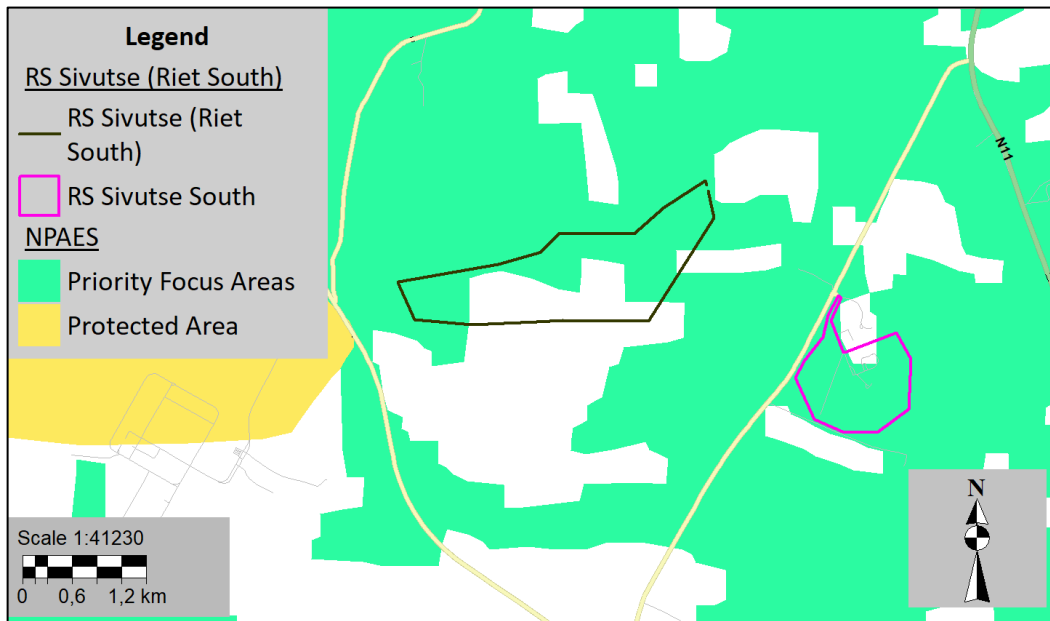 Legend
RS Sivutse (Riet South)
RS Sivutse (Riet
South)
RS Sivutse South
NPAES
Priority Focus Areas
Protected Area
N11
Scale 1:41230
0 0,6 1,2 km
N